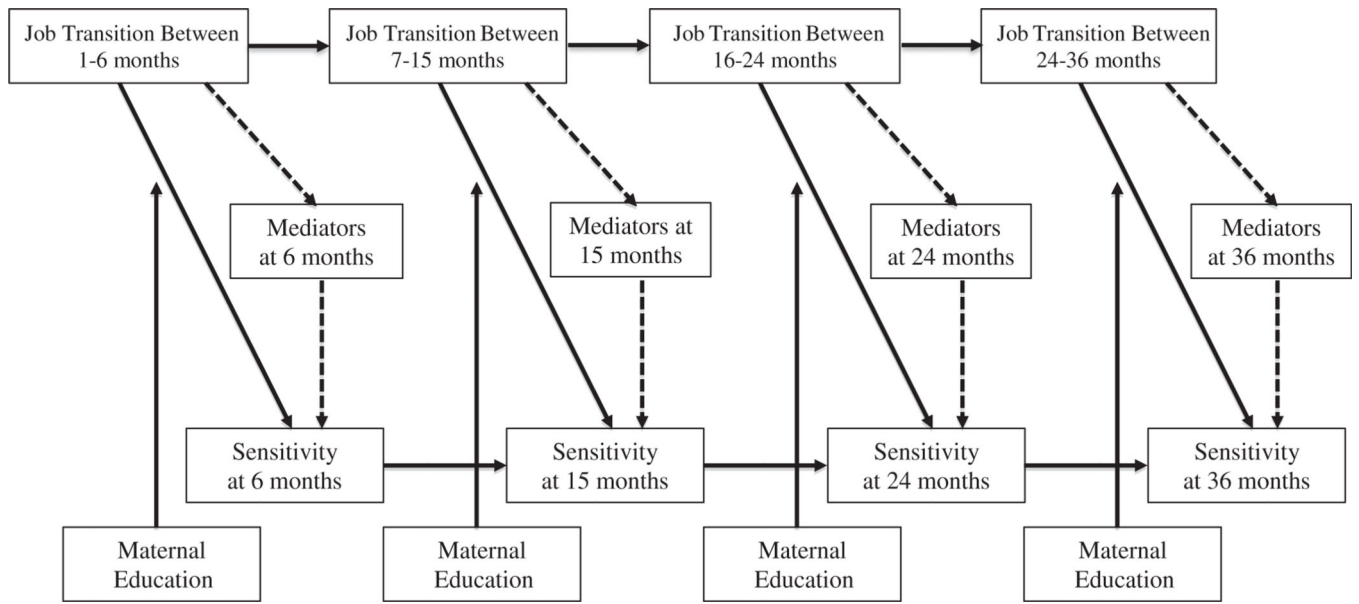 Job Transition Between
1-6 months
Job Transition Between
7-15 months
Job Transition Between
16-24 months
Job Transition Between
24-36 months
Mediators
at 6 months
Mediators at
15 months
Mediators
at 24 months
Mediators
at 36 months
Sensitivity
at 6 months
Sensitivity
at 15 months
Sensitivity
at 24 months
Sensitivity
at 36 months
Maternal
Education
Maternal
Education
Maternal
Education
Maternal
Education